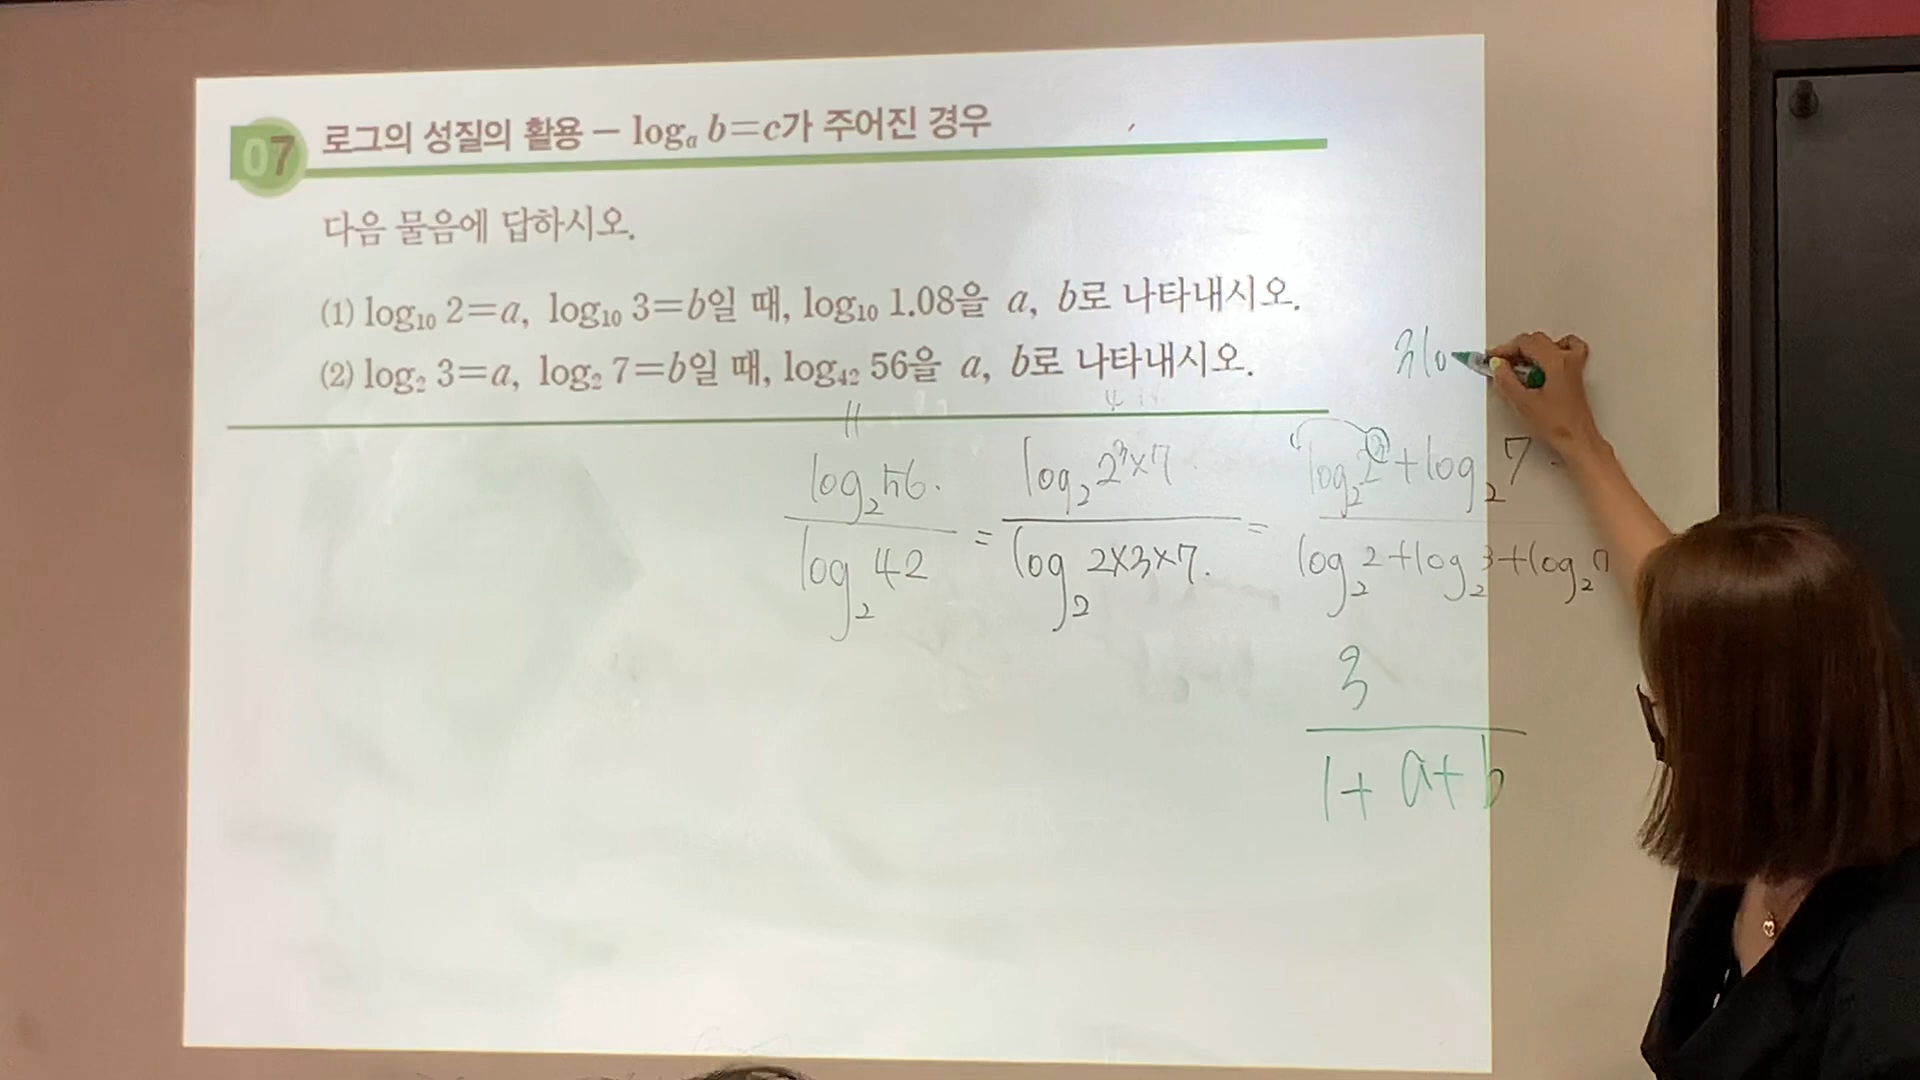 07 로그의 성질의 활용 – logₐ b=c가 주어진 경우
다음 물음에 답하시오.
(1) log₁₀ 2=a, log₁₀ 3=b일 때, log₁₀ 1.08을 a, b로 나타내시오.
(2) log₂ 3=a, log₂ 7=b일 때, log₄₂ 56을 a, b로 나타내시오.
3lo
log₂56 / log₂42 = log₂2³×7 / log₂2×3×7 = log₂2³+log₂7 / log₂2+log₂3+log₂7
3 / 1+a+b